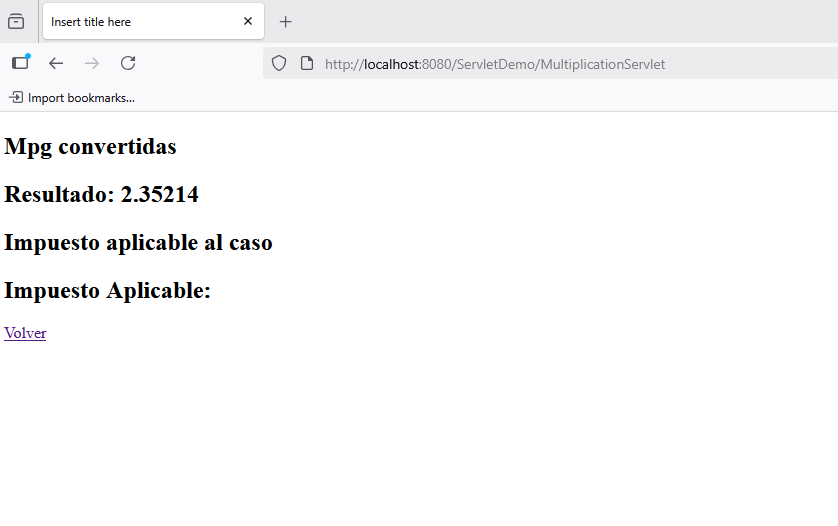 Insert title here
http://localhost:8080/ServletDemo/MultiplicationServlet
Import bookmarks...
Mpg convertidas
Resultado: 2.35214
Impuesto aplicable al caso
Impuesto Aplicable:
Volver